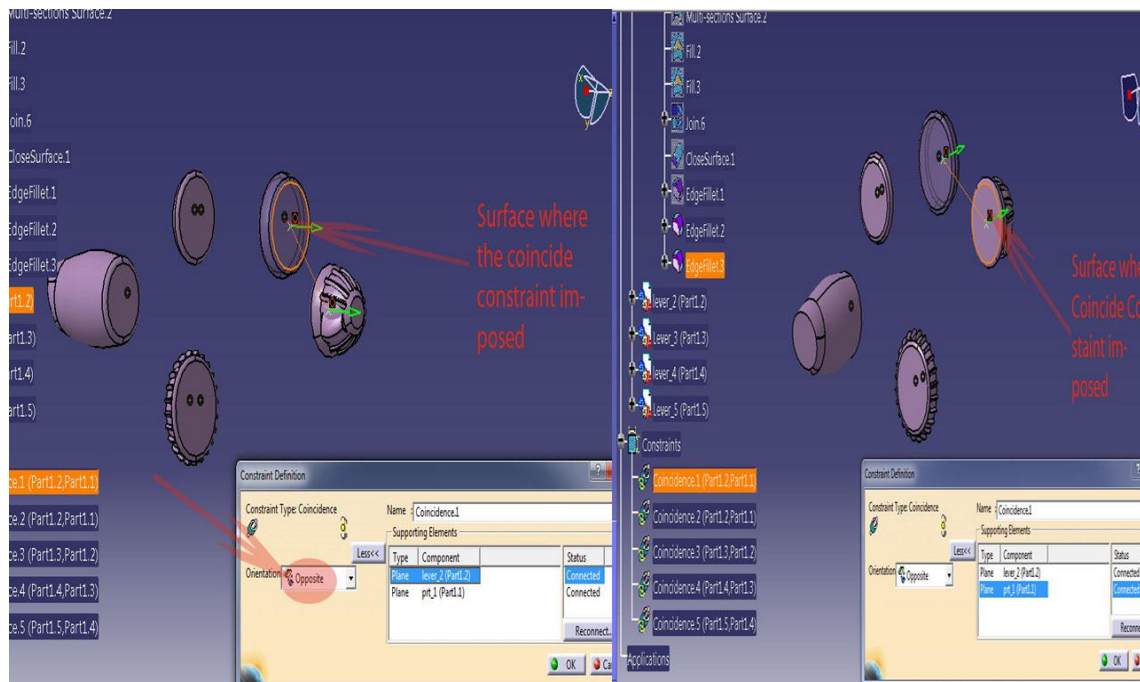 Multi-sections Surface.2
Fill.2
Fill.3
oin.6
CloseSurface.1
EdgeFillet.1
EdgeFillet.2
EdgeFillet.3
art1.2)
art1.3)
art1.4)
art1.5)
ce.1 (Part1.2,Part1.1)
ce.2 (Part1.2,Part1.1)
ce.3 (Part1.3,Part1.2)
ce.4 (Part1.4,Part1.3)
ce.5 (Part1.5,Part1.4)
Surface where
the coincide
constraint im-
posed
x
y
Constraint Definition
Constraint Type: Coincidence
Name : Coincidence.1
Supporting Elements
Less<<
Type Component Status
Orientation Opposite
Plane lever_2 (Part1.2) Connected
Plane prt_1 (Part1.1) Connected
Reconnect...
OK Ca
Multi-sections Surface.2
Fill.2
Fill.3
Join.6
CloseSurface.1
EdgeFillet.1
EdgeFillet.2
EdgeFillet.3
lever_2 (Part1.2)
Lever_3 (Part1.3)
lever_4 (Part1.4)
Lever_5 (Part1.5)
Constraints
Coincidence.1 (Part1.2,Part1.1)
Coincidence.2 (Part1.2,Part1.1)
Coincidence.3 (Part1.3,Part1.2)
Coincidence.4 (Part1.4,Part1.3)
Coincidence.5 (Part1.5,Part1.4)
Applications
Surface whe
Coincide Co
staint im-
posed
Constraint Definition
Constraint Type: Coincidence
Name : Coincidence.1
Supporting Elements
Less<<
Type Component Status
Orientation Opposite
Plane lever_2 (Part1.2) Connected
Plane prt_1 (Part1.1) Connected
Reconne
OK